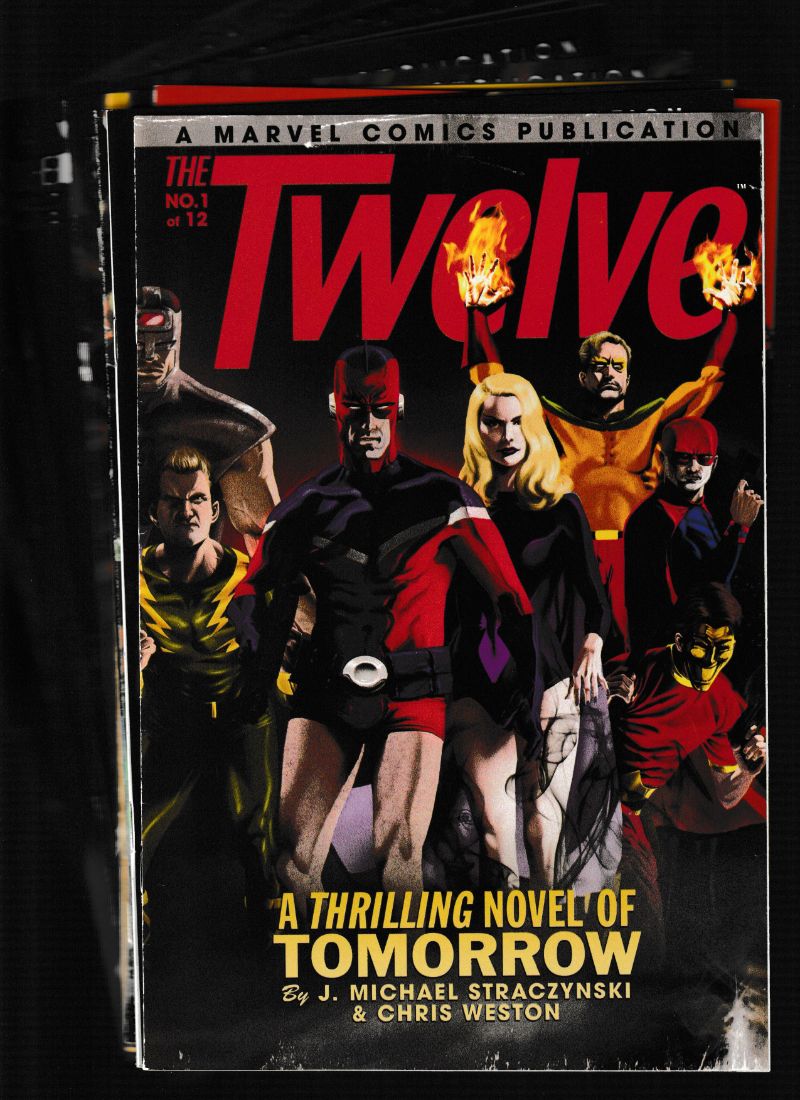 A MARVEL COMICS PUBLICATION
THE
Twelve
TM
NO.1
of 12
A THRILLING NOVEL OF
TOMORROW
By J. MICHAEL STRACZYNSKI
& CHRIS WESTON